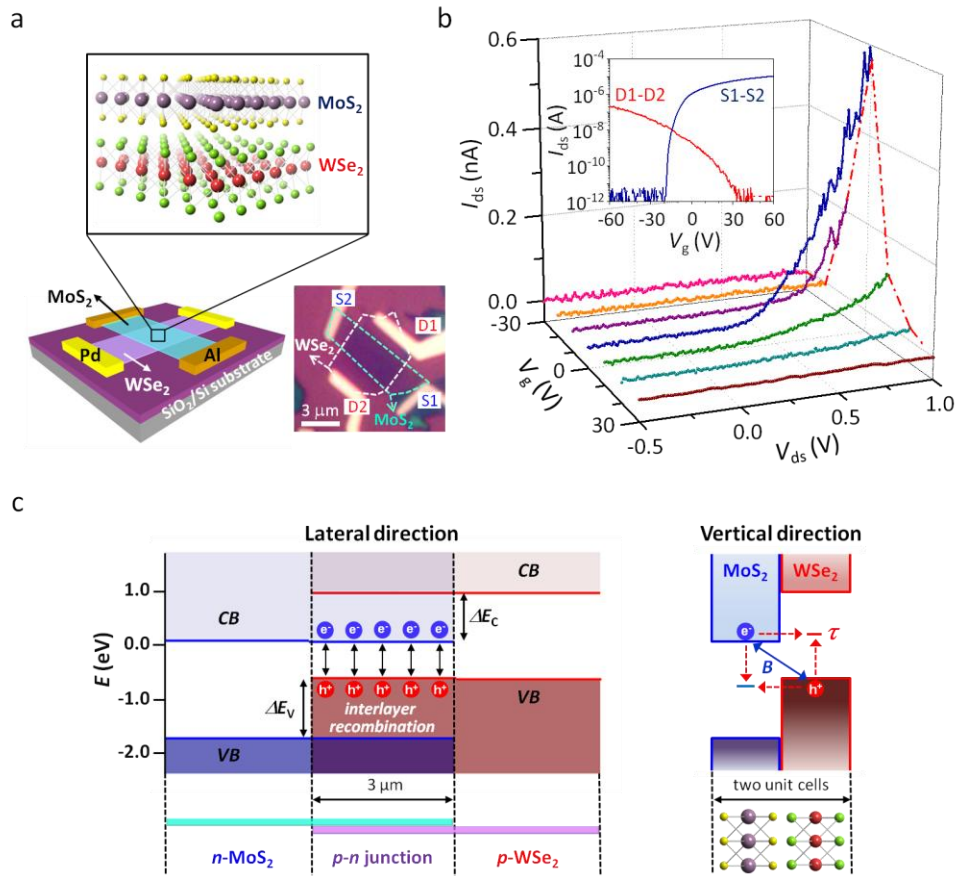 a
MoS2
WSe2
MoS2
Pd
Al
WSe2
SiO2/Si substrate
S2
D1
WSe2
D2
S1
MoS2
3 μm
b
0.6
0.4
0.2
0.0
Ids (nA)
-30
0
30
Vg (V)
-0.5
0.0
0.5
1.0
Vds (V)
10-4
10-6
10-8
10-10
10-12
Ids (A)
D1-D2
S1-S2
-60 -30 0 30 60
Vg (V)
c
Lateral direction
1.0
0.0
-1.0
-2.0
E (eV)
CB
CB
ΔEC
e- e- e- e- e-
h+ h+ h+ h+ h+
ΔEV
interlayer
recombination
VB
VB
3 μm
n-MoS2
p-n junction
p-WSe2
Vertical direction
MoS2
WSe2
e-
τ
B
h+
two unit cells